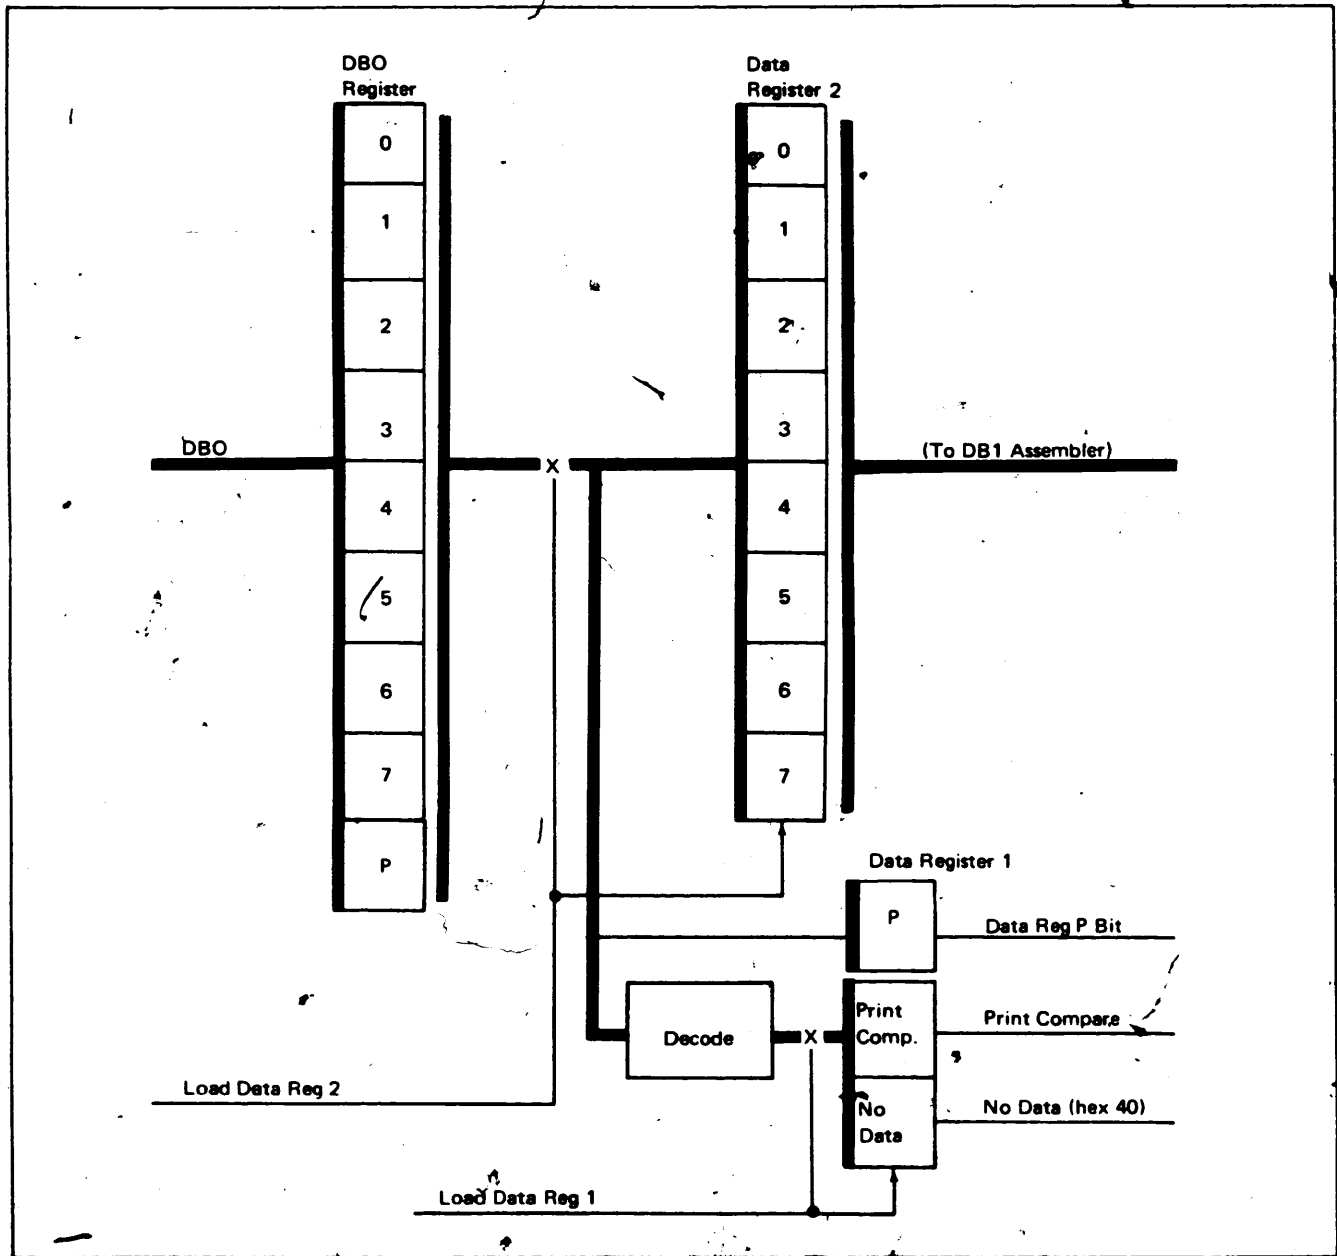 DBO
Register
0
1
2
3
4
5
6
7
P
Data
Register 2
0
1
2
3
4
5
6
7
DBO
X
(To DB1 Assembler)
Data Register 1
P
Data Reg P Bit
Decode
X
Print
Comp.
Print Compare
No
Data
No Data (hex 40)
Load Data Reg 2
Load Data Reg 1